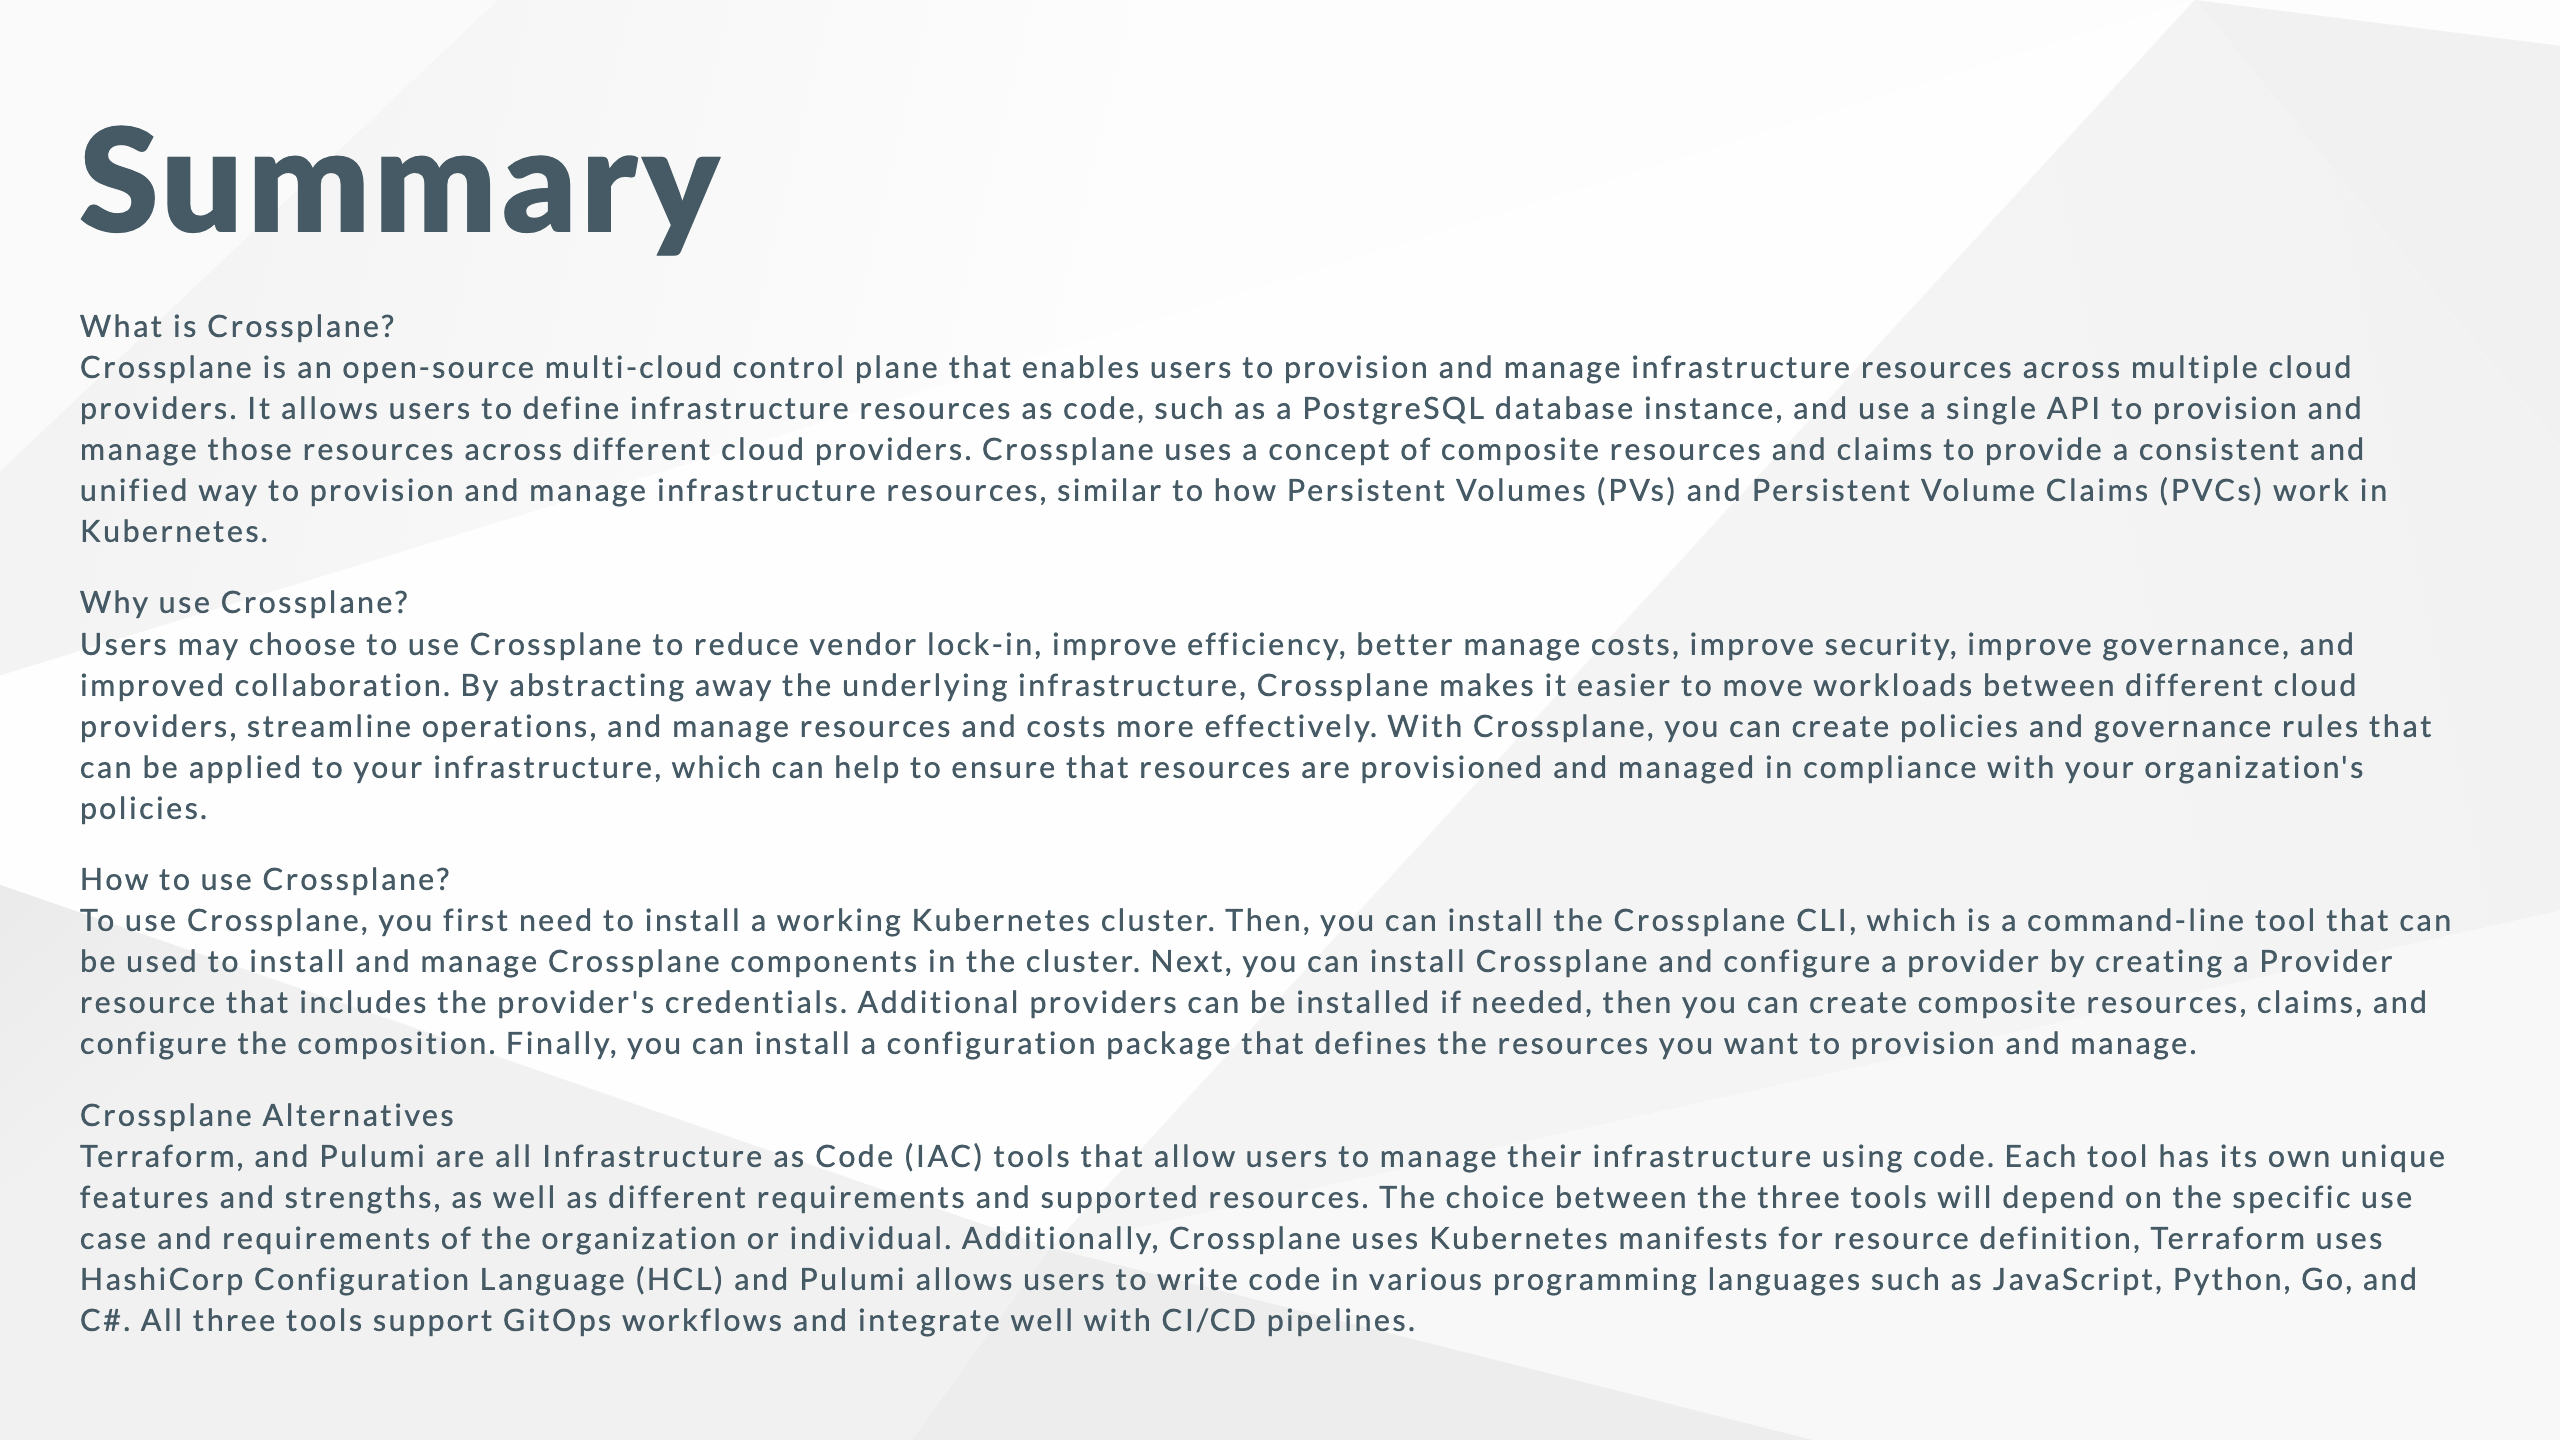 Summary
What is Crossplane?
Crossplane is an open-source multi-cloud control plane that enables users to provision and manage infrastructure resources across multiple cloud
providers. It allows users to define infrastructure resources as code, such as a PostgreSQL database instance, and use a single API to provision and
manage those resources across different cloud providers. Crossplane uses a concept of composite resources and claims to provide a consistent and
unified way to provision and manage infrastructure resources, similar to how Persistent Volumes (PVs) and Persistent Volume Claims (PVCs) work in
Kubernetes.
Why use Crossplane?
Users may choose to use Crossplane to reduce vendor lock-in, improve efficiency, better manage costs, improve security, improve governance, and
improved collaboration. By abstracting away the underlying infrastructure, Crossplane makes it easier to move workloads between different cloud
providers, streamline operations, and manage resources and costs more effectively. With Crossplane, you can create policies and governance rules that
can be applied to your infrastructure, which can help to ensure that resources are provisioned and managed in compliance with your organization's
policies.
How to use Crossplane?
To use Crossplane, you first need to install a working Kubernetes cluster. Then, you can install the Crossplane CLI, which is a command-line tool that can
be used to install and manage Crossplane components in the cluster. Next, you can install Crossplane and configure a provider by creating a Provider
resource that includes the provider's credentials. Additional providers can be installed if needed, then you can create composite resources, claims, and
configure the composition. Finally, you can install a configuration package that defines the resources you want to provision and manage.
Crossplane Alternatives
Terraform, and Pulumi are all Infrastructure as Code (IAC) tools that allow users to manage their infrastructure using code. Each tool has its own unique
features and strengths, as well as different requirements and supported resources. The choice between the three tools will depend on the specific use
case and requirements of the organization or individual. Additionally, Crossplane uses Kubernetes manifests for resource definition, Terraform uses
HashiCorp Configuration Language (HCL) and Pulumi allows users to write code in various programming languages such as JavaScript, Python, Go, and
C#. All three tools support GitOps workflows and integrate well with CI/CD pipelines.